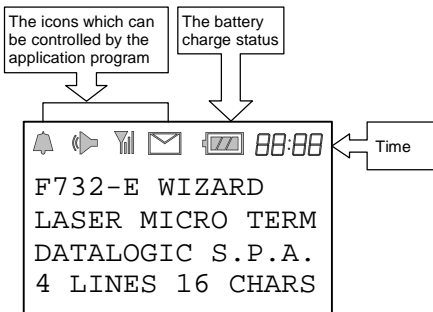 The icons which can
be controlled by the
application program
The battery
charge status
88:88
Time
F732-E WIZARD
LASER MICRO TERM
DATALOGIC S.P.A.
4 LINES 16 CHARS